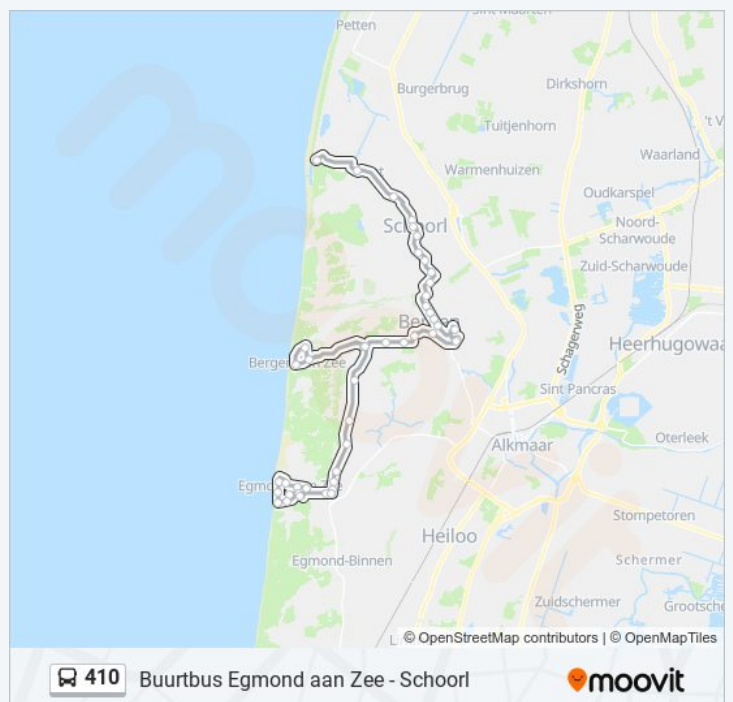 Petten
Burgerbrug
Dirkshorn
Tuitjenhorn
Waarland
Warmenhuizen
Oudkarspel
Noord-
Scharwoude
Schoorl
Zuid-Scharwoude
Schagerweg
Heerhugowaa
Sint Pancras
Alkmaar
Oterleek
Heiloo
Stompetoren
Egmond-Binnen
Schermer
Zuidschermer
Grootsche
© OpenStreetMap contributors | © OpenMapTiles
410 Buurtbus Egmond aan Zee - Schoorl
moovit